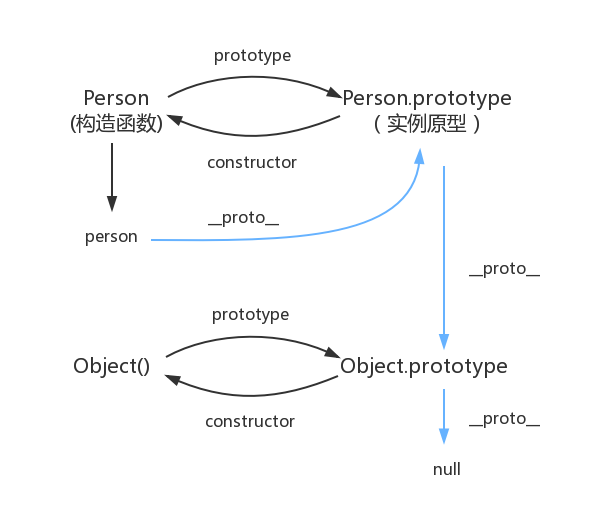 prototype
Person
(构造函数)
Person.prototype
( 实例原型 )
constructor
person
__proto__
__proto__
prototype
Object()
Object.prototype
constructor
__proto__
null